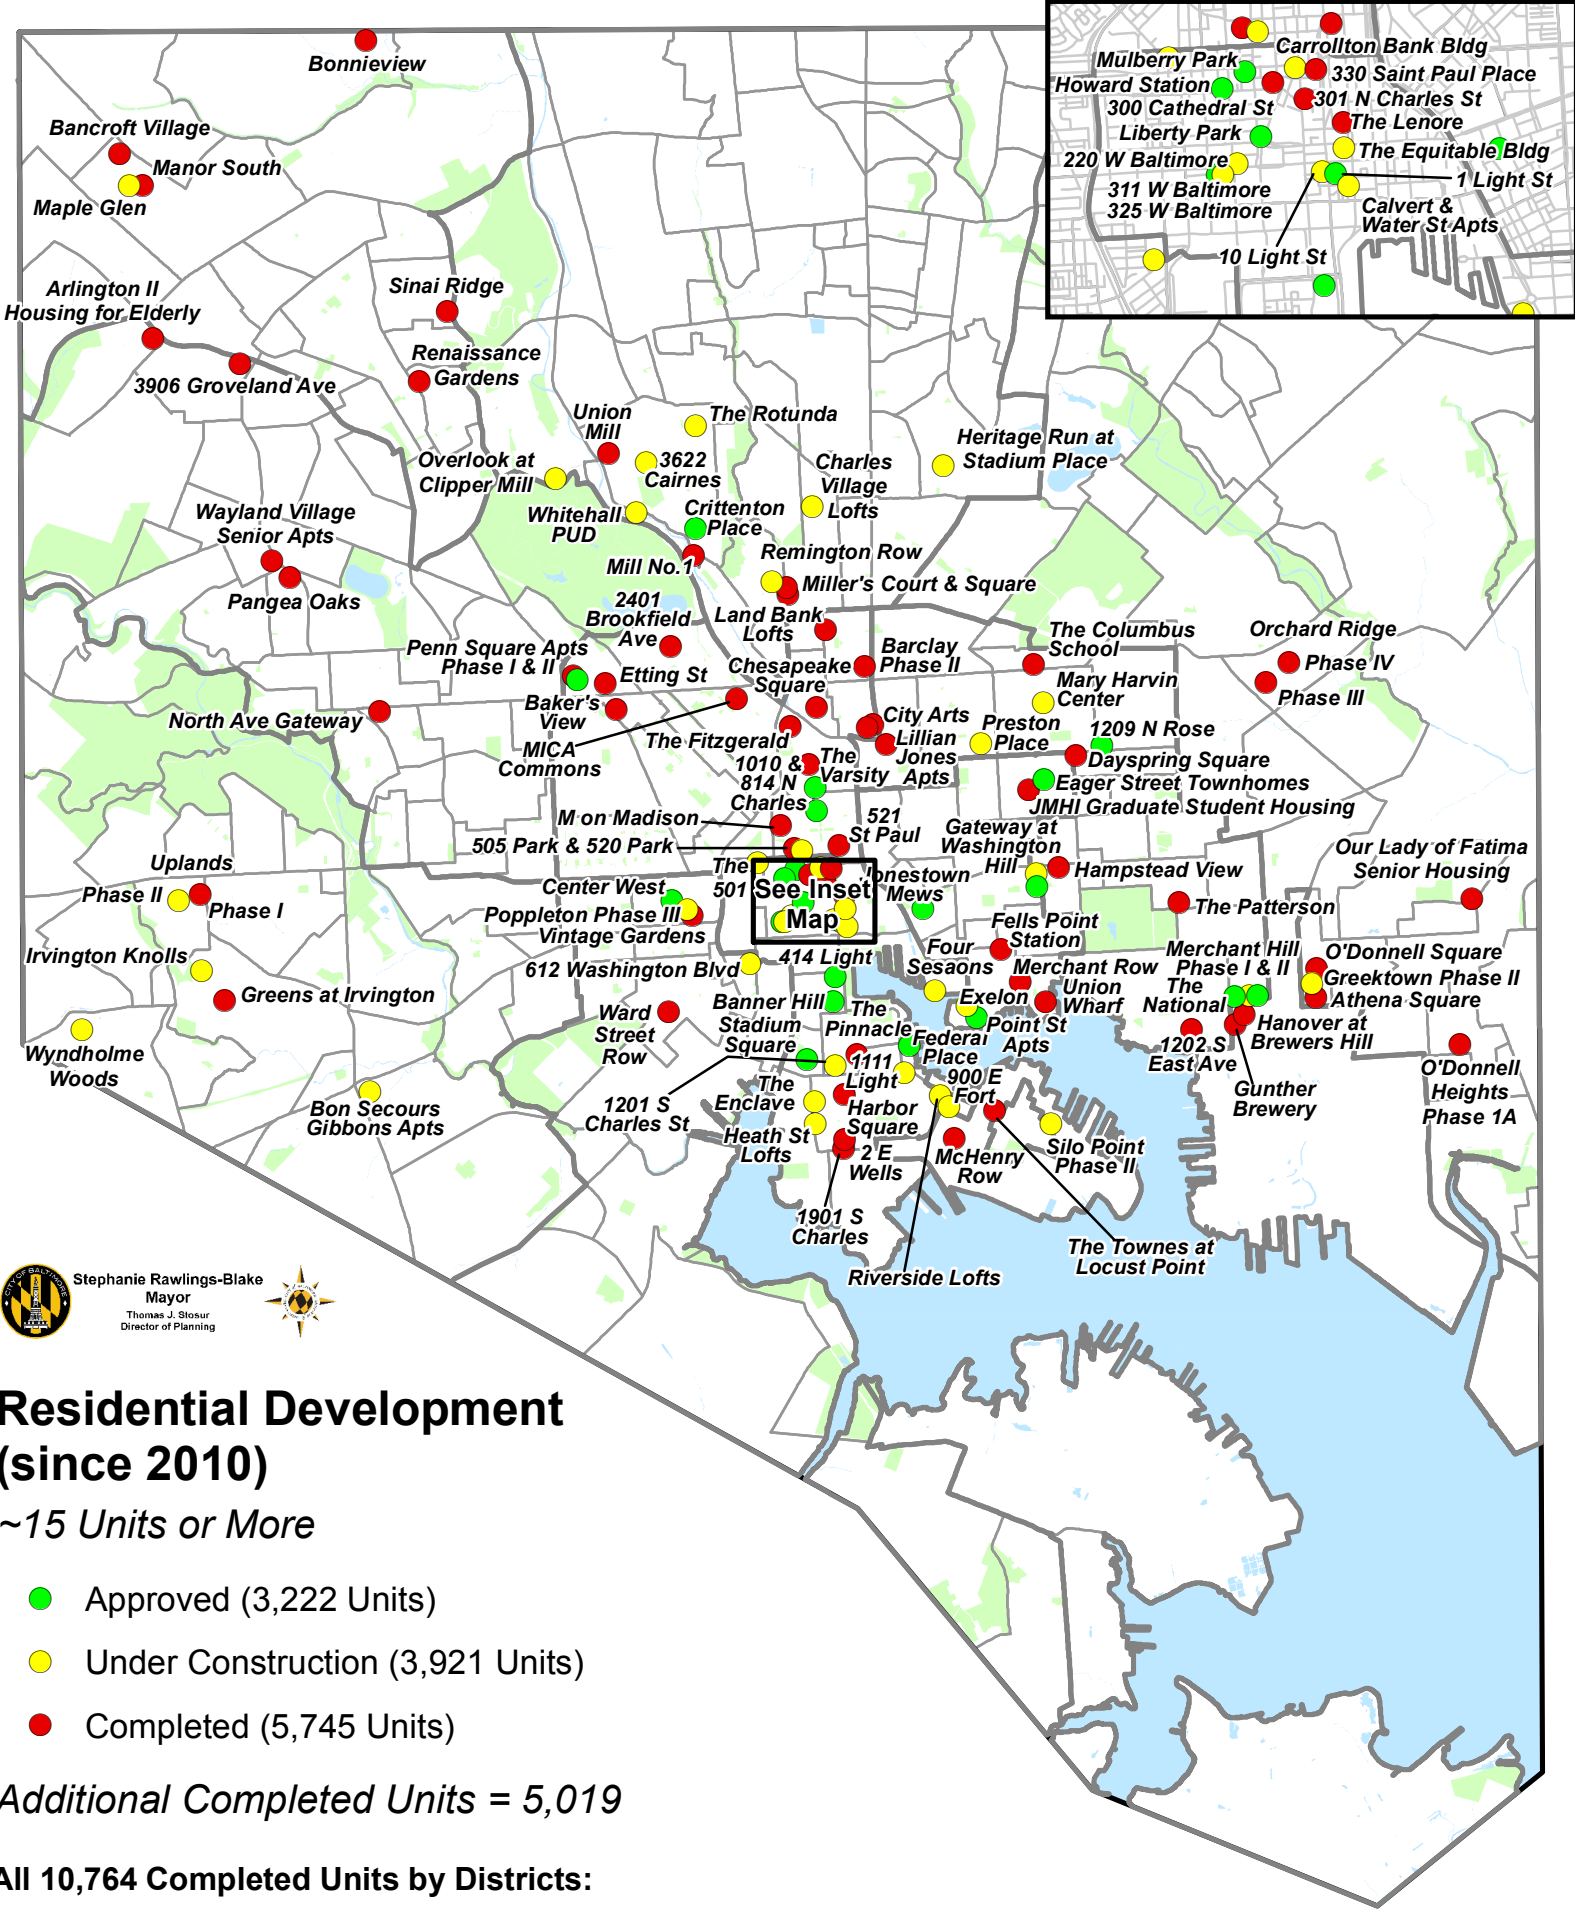 Bonnieview
Bancroft Village
Manor South
Maple Glen
Arlington II
Housing for Elderly
3906 Groveland Ave
Sinai Ridge
Renaissance
Gardens
Mulberry Park
Carrollton Bank Bldg
Howard Station
330 Saint Paul Place
300 Cathedral St
301 N Charles St
The Lenore
Liberty Park
The Equitable Bldg
220 W Baltimore
1 Light St
311 W Baltimore
325 W Baltimore
Calvert &
Water St Apts
10 Light St
Union
Mill
The Rotunda
Overlook at
Clipper Mill
3622
Cairnes
Charles
Village
Lofts
Heritage Run at
Stadium Place
Whitehall
PUD
Crittenton
Place
Mill No.1
Remington Row
Miller's Court & Square
Wayland Village
Senior Apts
Pangea Oaks
2401
Brookfield
Ave
Land Bank
Lofts
Penn Square Apts
Phase I & II
Etting St
Chesapeake
Square
Barclay
Phase II
The Columbus
School
Orchard Ridge
Phase IV
Phase III
Mary Harvin
Center
North Ave Gateway
Baker's
View
MICA
Commons
The Fitzgerald
City Arts
Lillian
Jones
Apts
Preston
Place
1209 N Rose
Dayspring Square
1010 &
814 N
Charles
The
Varsity
Eager Street Townhomes
JMHI Graduate Student Housing
M on Madison
521
St Paul
505 Park & 520 Park
Gateway at
Washington
Hill
Hampstead View
Our Lady of Fatima
Senior Housing
Uplands
Phase II
Phase I
The
501
See Inset
Map
Jonestown
Mews
Center West
Poppleton Phase III
Vintage Gardens
The Patterson
Fells Point
Station
Irvington Knolls
Greens at Irvington
612 Washington Blvd
414 Light
Four
Sesaons
Merchant Row
Merchant Hill
Phase I & II
The
National
O'Donnell Square
Greektown Phase II
Athena Square
Exelon
Union
Wharf
Wyndholme
Woods
Ward
Street
Row
Banner Hill
Stadium
Square
The
Pinnacle
Point St
Apts
Federal
Place
1202 S
East Ave
Hanover at
Brewers Hill
Gunther
Brewery
O'Donnell
Heights
Phase 1A
Bon Secours
Gibbons Apts
1201 S
Charles St
The
Enclave
1111
Light
900 E
Fort
Heath St
Lofts
Harbor
Square
2 E
Wells
McHenry
Row
Silo Point
Phase II
1901 S
Charles
Riverside Lofts
The Townes at
Locust Point
CITY OF BALTIMORE
Stephanie Rawlings-Blake
Mayor
Thomas J. Stosur
Director of Planning
Residential Development
(since 2010)
~15 Units or More
Approved (3,222 Units)
Under Construction (3,921 Units)
Completed (5,745 Units)
Additional Completed Units = 5,019
All 10,764 Completed Units by Districts: